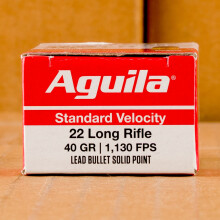 Aguila®
Standard Velocity
22 Long Rifle
40 GR | 1,130 FPS
LEAD BULLET SOLID POINT